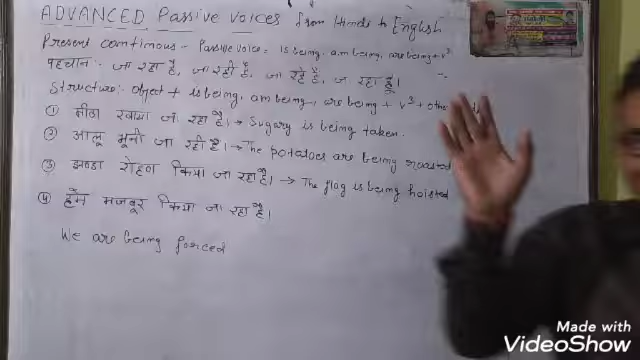 ADVANCED Passive Voices from Hindi to English
Present continuous - Passive voice = is being, am being, are being + v³
पहचान:- जा रहा है, जा रही है, जा रहे हैं, जा रहा हूँ।
Structure:- object + is being, am being, are being + v³ +
① मीठा खाया जा रहा है। → Sugary is being taken.
② आलू भूनी जा रही है → The potatoes are being roasted
③ झण्डा रोहण किया जा रहा है। → The flag is being hoisted
④ हमें मजबूर किया जा रहा है।
We are being forced
Made with
VideoShow